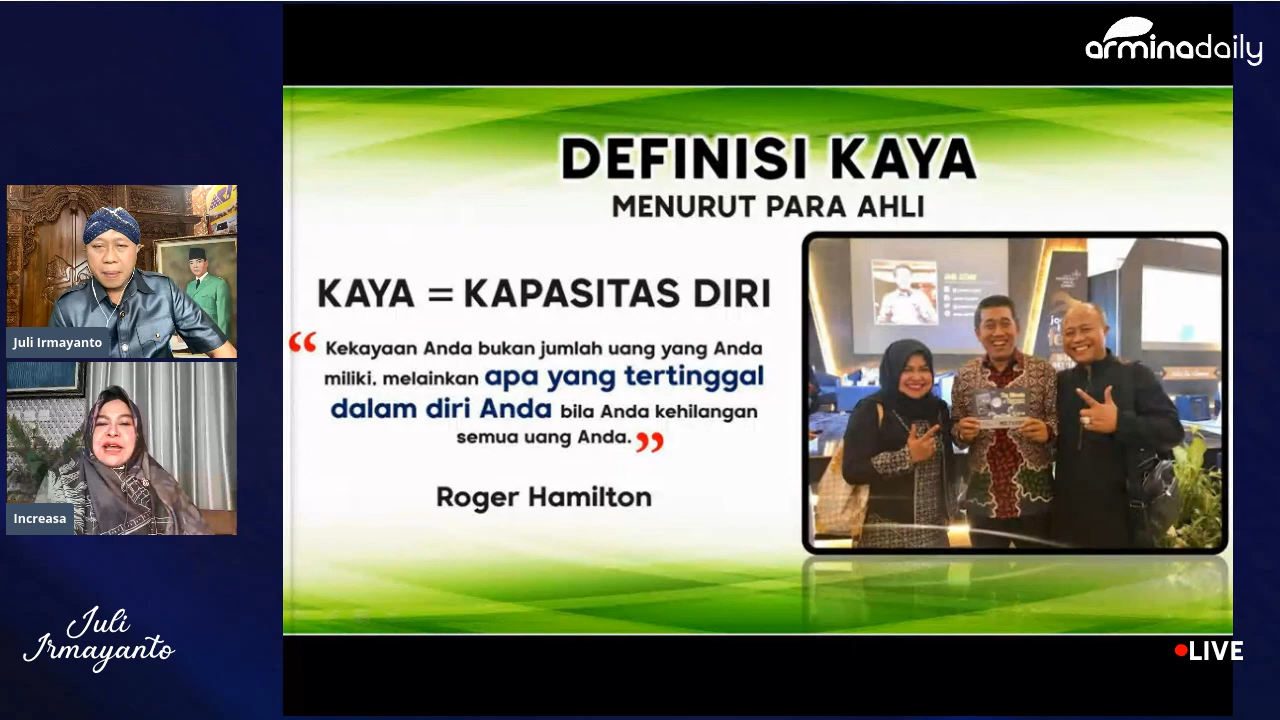 arminadaily
DEFINISI KAYA
MENURUT PARA AHLI
KAYA = KAPASITAS DIRI
“ Kekayaan Anda bukan jumlah uang yang Anda
miliki, melainkan apa yang tertinggal
dalam diri Anda bila Anda kehilangan
semua uang Anda. ”
Roger Hamilton
Juli Irmayanto
Increasa
Juli
Irmayanto
LIVE